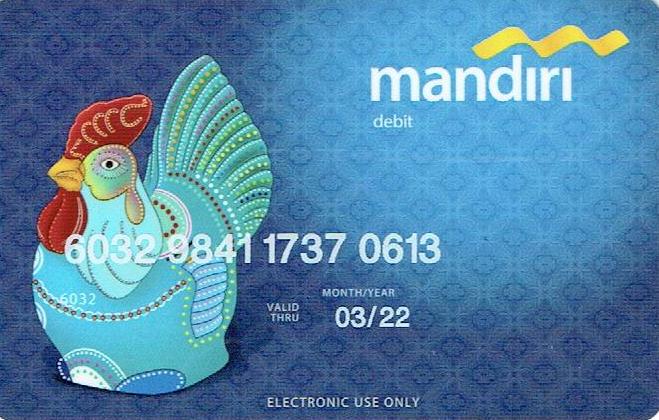 mandiri
debit
6032 9841 1737 0613
6032
MONTH/YEAR
VALID
THRU
03/22
ELECTRONIC USE ONLY